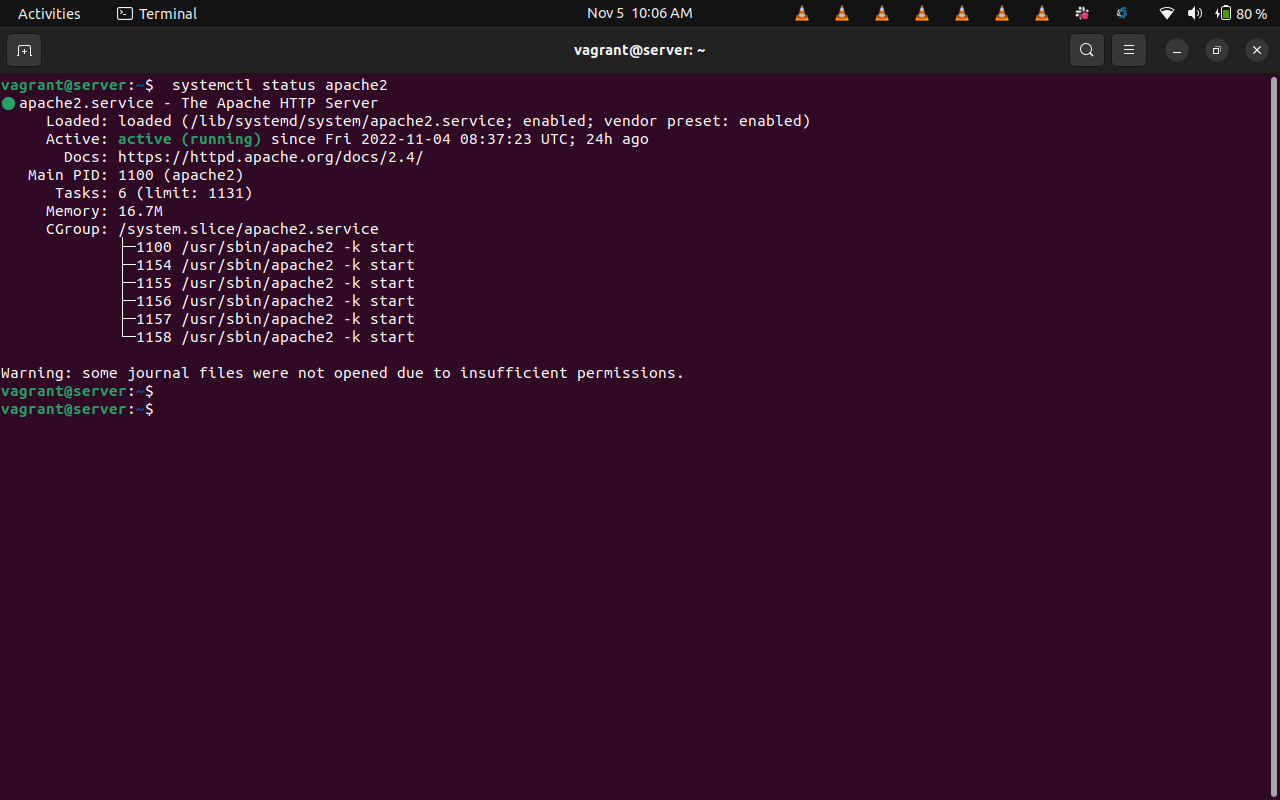 Activities Terminal Nov 5 10:06 AM 80 %
vagrant@server: ~
vagrant@server:~$  systemctl status apache2
● apache2.service - The Apache HTTP Server
     Loaded: loaded (/lib/systemd/system/apache2.service; enabled; vendor preset: enabled)
     Active: active (running) since Fri 2022-11-04 08:37:23 UTC; 24h ago
       Docs: https://httpd.apache.org/docs/2.4/
   Main PID: 1100 (apache2)
      Tasks: 6 (limit: 1131)
     Memory: 16.7M
     CGroup: /system.slice/apache2.service
             ├─1100 /usr/sbin/apache2 -k start
             ├─1154 /usr/sbin/apache2 -k start
             ├─1155 /usr/sbin/apache2 -k start
             ├─1156 /usr/sbin/apache2 -k start
             ├─1157 /usr/sbin/apache2 -k start
             └─1158 /usr/sbin/apache2 -k start
Warning: some journal files were not opened due to insufficient permissions.
vagrant@server:~$
vagrant@server:~$